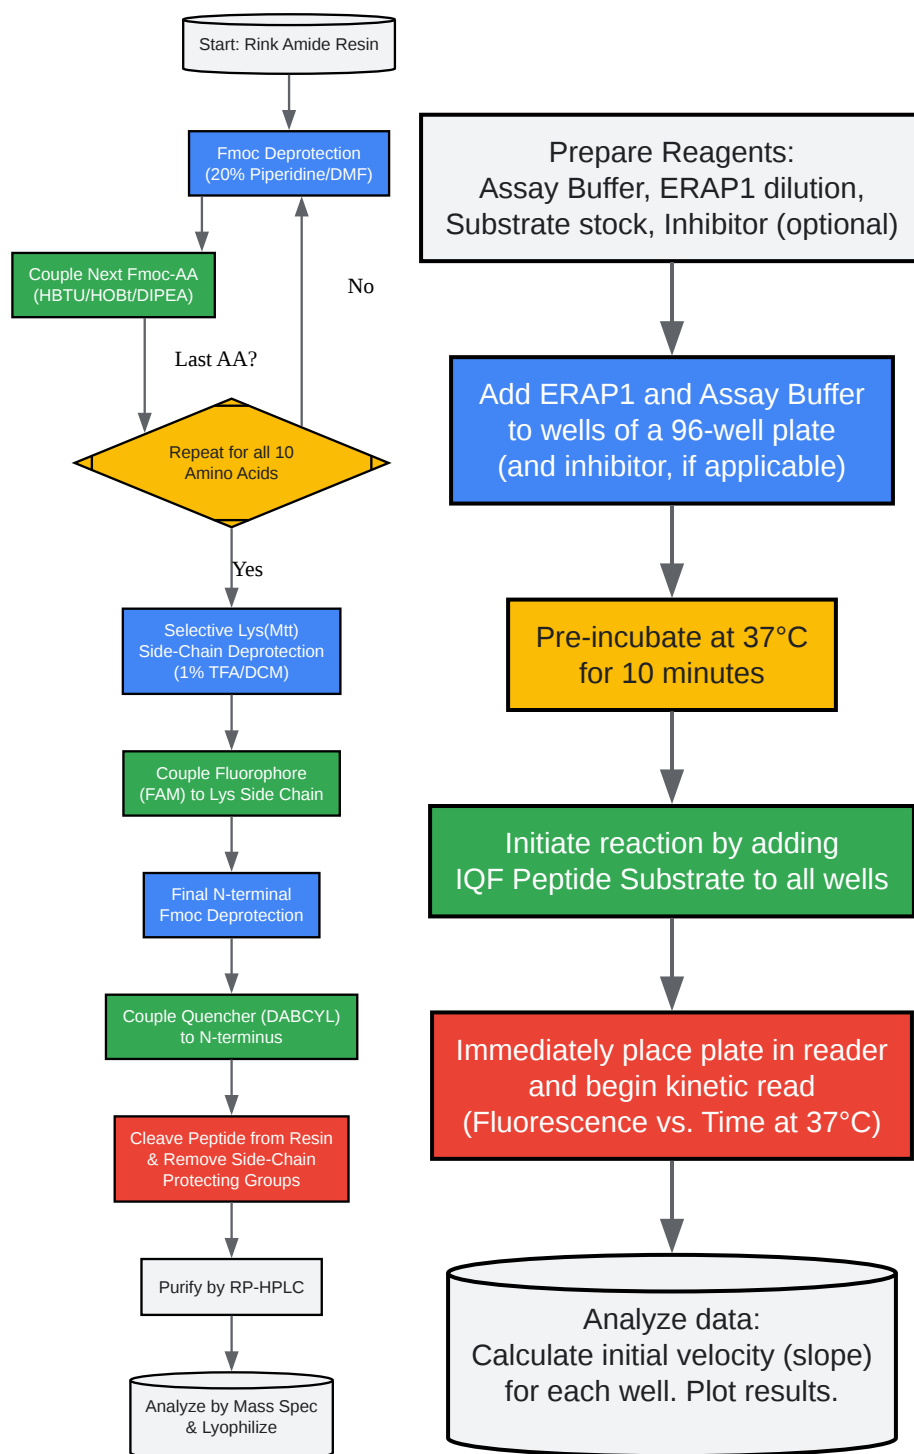 Start: Rink Amide Resin
Fmoc Deprotection
(20% Piperidine/DMF)
Couple Next Fmoc-AA
(HBTU/HOBt/DIPEA)
No
Last AA?
Repeat for all 10
Amino Acids
Yes
Selective Lys(Mtt)
Side-Chain Deprotection
(1% TFA/DCM)
Couple Fluorophore
(FAM) to Lys Side Chain
Final N-terminal
Fmoc Deprotection
Couple Quencher (DABCYL)
to N-terminus
Cleave Peptide from Resin
& Remove Side-Chain
Protecting Groups
Purify by RP-HPLC
Analyze by Mass Spec
& Lyophilize
Prepare Reagents:
Assay Buffer, ERAP1 dilution,
Substrate stock, Inhibitor (optional)
Add ERAP1 and Assay Buffer
to wells of a 96-well plate
(and inhibitor, if applicable)
Pre-incubate at 37°C
for 10 minutes
Initiate reaction by adding
IQF Peptide Substrate to all wells
Immediately place plate in reader
and begin kinetic read
(Fluorescence vs. Time at 37°C)
Analyze data:
Calculate initial velocity (slope)
for each well. Plot results.